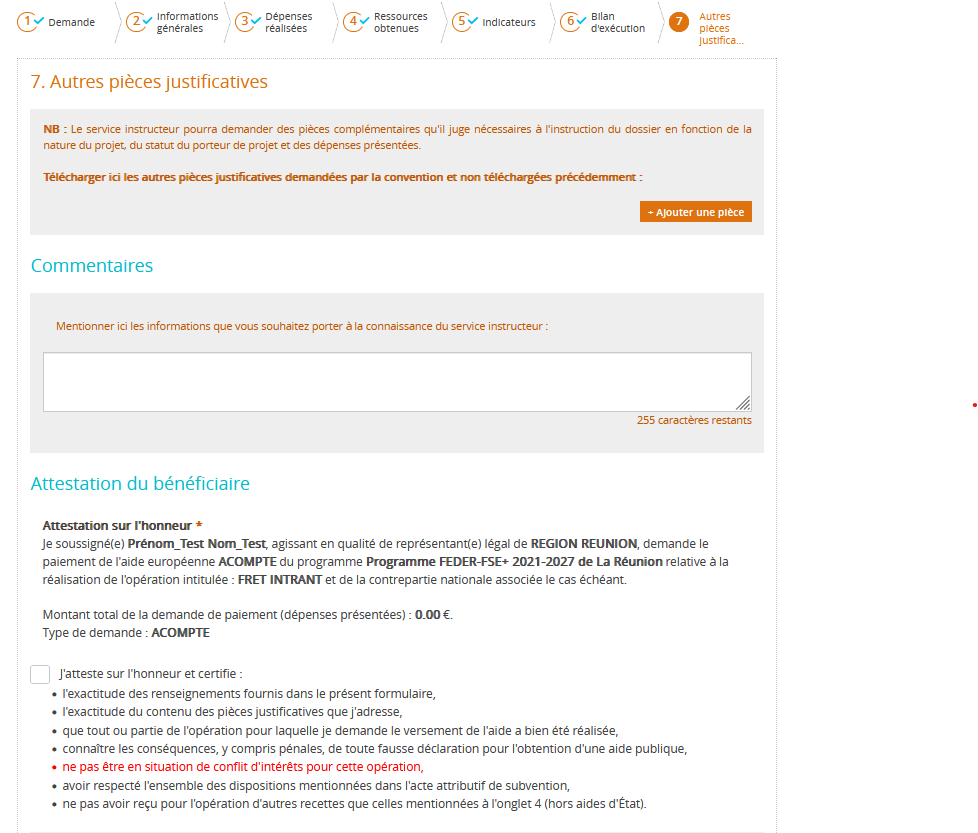 1 Demande
2 Informations générales
3 Dépenses réalisées
4 Ressources obtenues
5 Indicateurs
6 Bilan d'exécution
7 Autres pièces justifica...
7. Autres pièces justificatives
NB : Le service instructeur pourra demander des pièces complémentaires qu'il juge nécessaires à l'instruction du dossier en fonction de la
nature du projet, du statut du porteur de projet et des dépenses présentées.
Télécharger ici les autres pièces justificatives demandées par la convention et non téléchargées précédemment :
+ Ajouter une pièce
Commentaires
Mentionner ici les informations que vous souhaitez porter à la connaissance du service instructeur :
255 caractères restants
Attestation du bénéficiaire
Attestation sur l'honneur *
Je soussigné(e) Prénom_Test Nom_Test, agissant en qualité de représentant(e) légal de REGION REUNION, demande le
paiement de l'aide européenne ACOMPTE du programme Programme FEDER-FSE+ 2021-2027 de La Réunion relative à la
réalisation de l'opération intitulée : FRET INTRANT et de la contrepartie nationale associée le cas échéant.
Montant total de la demande de paiement (dépenses présentées) : 0.00 €.
Type de demande : ACOMPTE
J'atteste sur l'honneur et certifie :
• l'exactitude des renseignements fournis dans le présent formulaire,
• l'exactitude du contenu des pièces justificatives que j'adresse,
• que tout ou partie de l'opération pour laquelle je demande le versement de l'aide a bien été réalisée,
• connaître les conséquences, y compris pénales, de toute fausse déclaration pour l'obtention d'une aide publique,
• ne pas être en situation de conflit d'intérêts pour cette opération,
• avoir respecté l'ensemble des dispositions mentionnées dans l'acte attributif de subvention,
• ne pas avoir reçu pour l'opération d'autres recettes que celles mentionnées à l'onglet 4 (hors aides d'État).